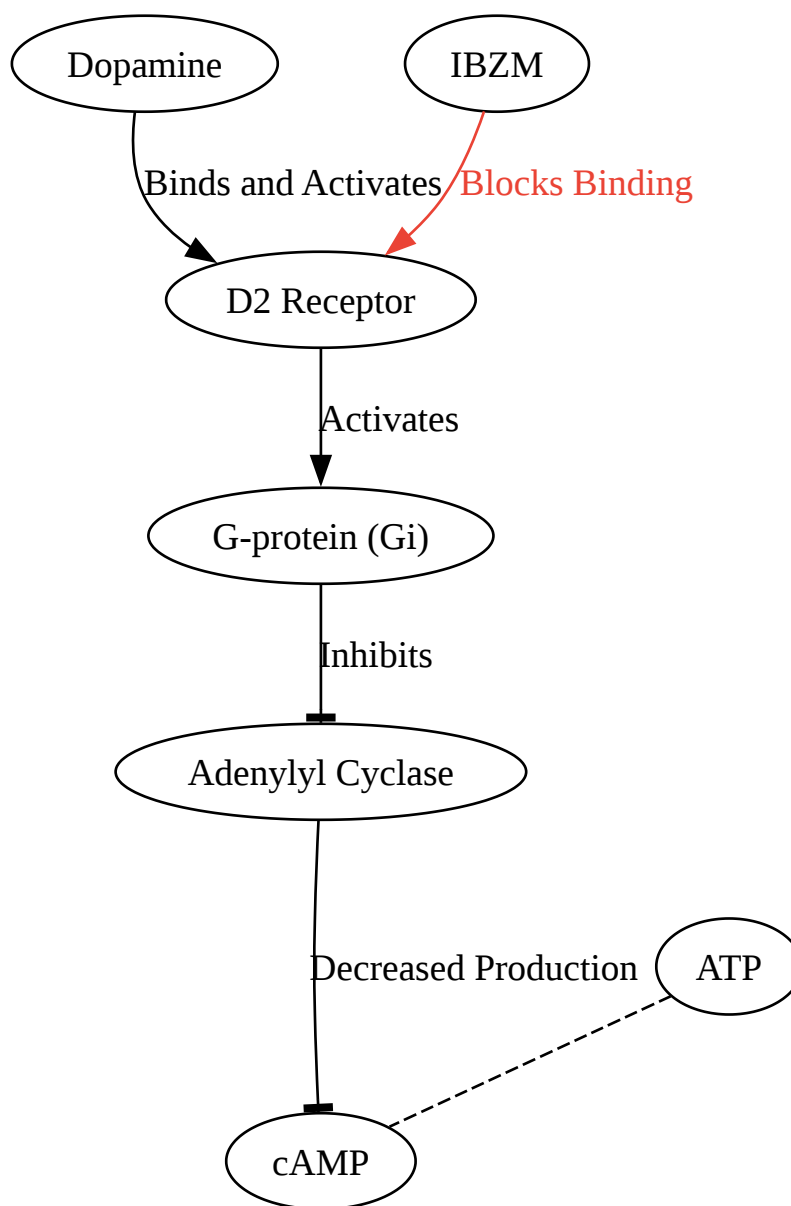 Dopamine
IBZM
Binds and Activates
Blocks Binding
D2 Receptor
Activates
G-protein (Gi)
Inhibits
Adenylyl Cyclase
Decreased Production
ATP
cAMP